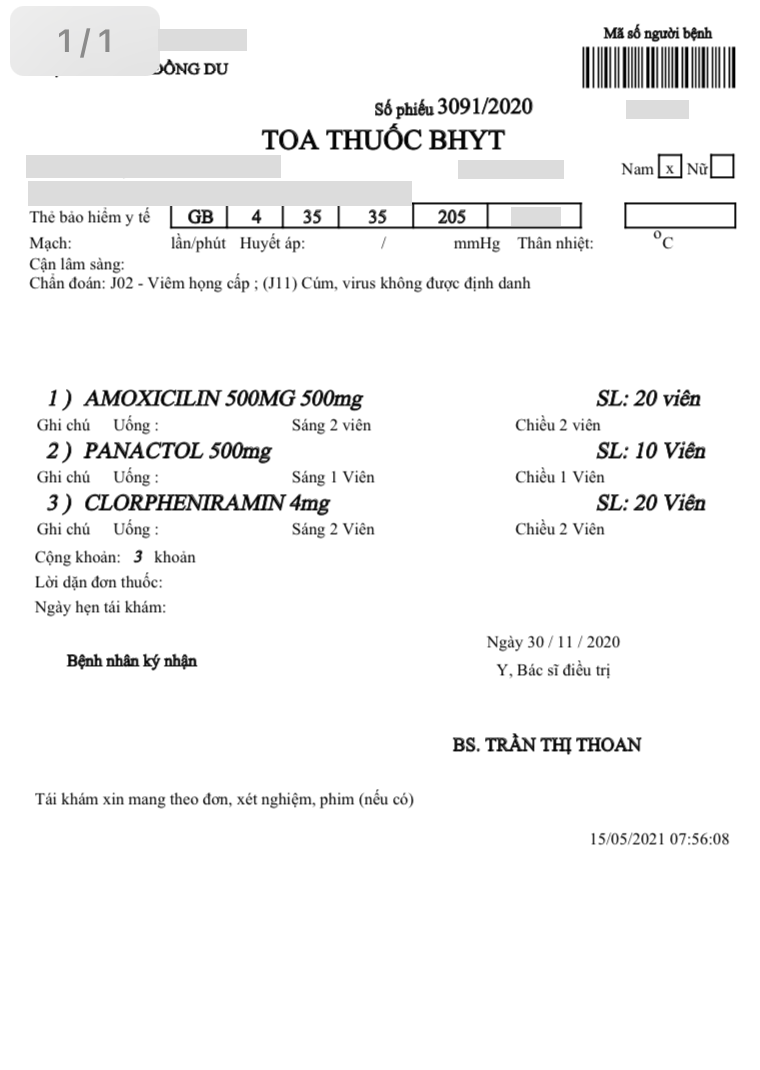 1/1
Mã số người bệnh
ĐÔNG DU
Số phiếu 3091/2020
TOA THUỐC BHYT
Nam x Nữ
Thẻ bảo hiểm y tế GB 4 35 35 205
Mạch: lần/phút Huyết áp: / mmHg Thân nhiệt: °C
Cận lâm sàng:
Chẩn đoán: J02 - Viêm họng cấp ; (J11) Cúm, virus không được định danh
1 ) AMOXICILIN 500MG 500mg SL: 20 viên
Ghi chú Uống : Sáng 2 viên Chiều 2 viên
2 ) PANACTOL 500mg SL: 10 Viên
Ghi chú Uống : Sáng 1 Viên Chiều 1 Viên
3 ) CLORPHENIRAMIN 4mg SL: 20 Viên
Ghi chú Uống : Sáng 2 Viên Chiều 2 Viên
Cộng khoản: 3 khoản
Lời dặn đơn thuốc:
Ngày hẹn tái khám:
Ngày 30 / 11 / 2020
Bệnh nhân ký nhận
Y, Bác sĩ điều trị
BS. TRẦN THỊ THOAN
Tái khám xin mang theo đơn, xét nghiệm, phim (nếu có)
15/05/2021 07:56:08